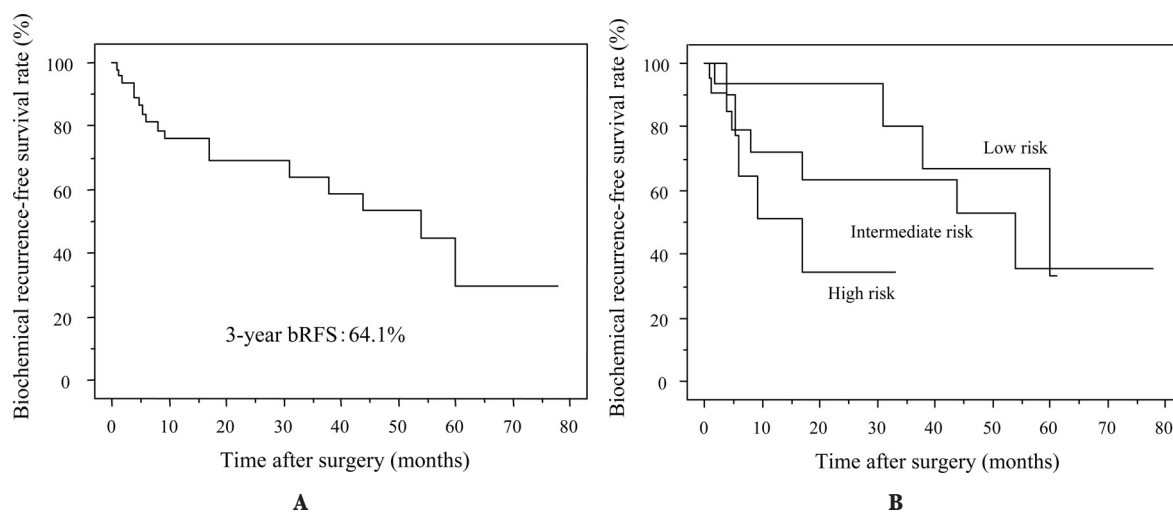 Biochemical recurrence-free survival rate (%)
100
80
60
40
20
0
3-year bRFS: 64.1%
0 10 20 30 40 50 60 70 80
Time after surgery (months)
A
Biochemical recurrence-free survival rate (%)
100
80
60
40
20
0
Low risk
Intermediate risk
High risk
0 10 20 30 40 50 60 70 80
Time after surgery (months)
B